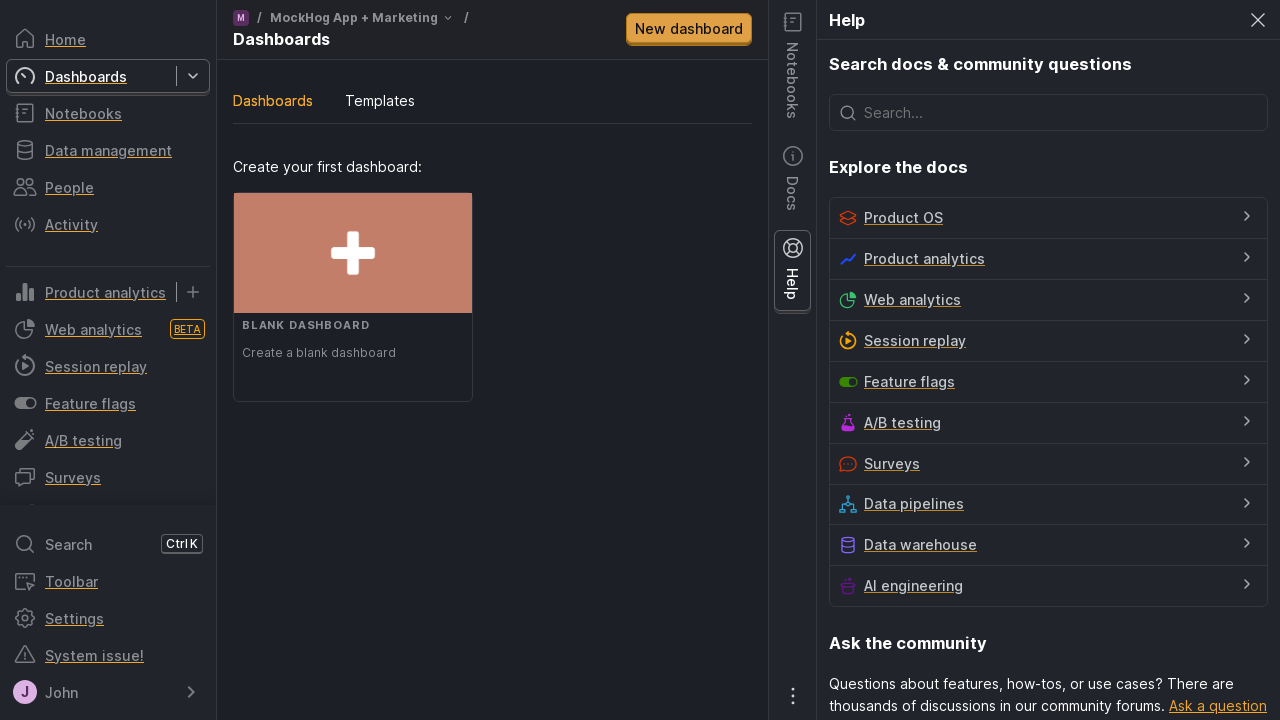 Home
Dashboards
Notebooks
Data management
People
Activity
Product analytics
Web analytics
BETA
Session replay
Feature flags
A/B testing
Surveys
Search
Ctrl K
Toolbar
Settings
System issue!
J
John
M / MockHog App + Marketing /
Dashboards
New dashboard
Dashboards
Templates
Create your first dashboard:
BLANK DASHBOARD
Create a blank dashboard
Notebooks
Docs
Help
Help
Search docs & community questions
Search...
Explore the docs
Product OS
Product analytics
Web analytics
Session replay
Feature flags
A/B testing
Surveys
Data pipelines
Data warehouse
AI engineering
Ask the community
Questions about features, how-tos, or use cases? There are
thousands of discussions in our community forums. Ask a question